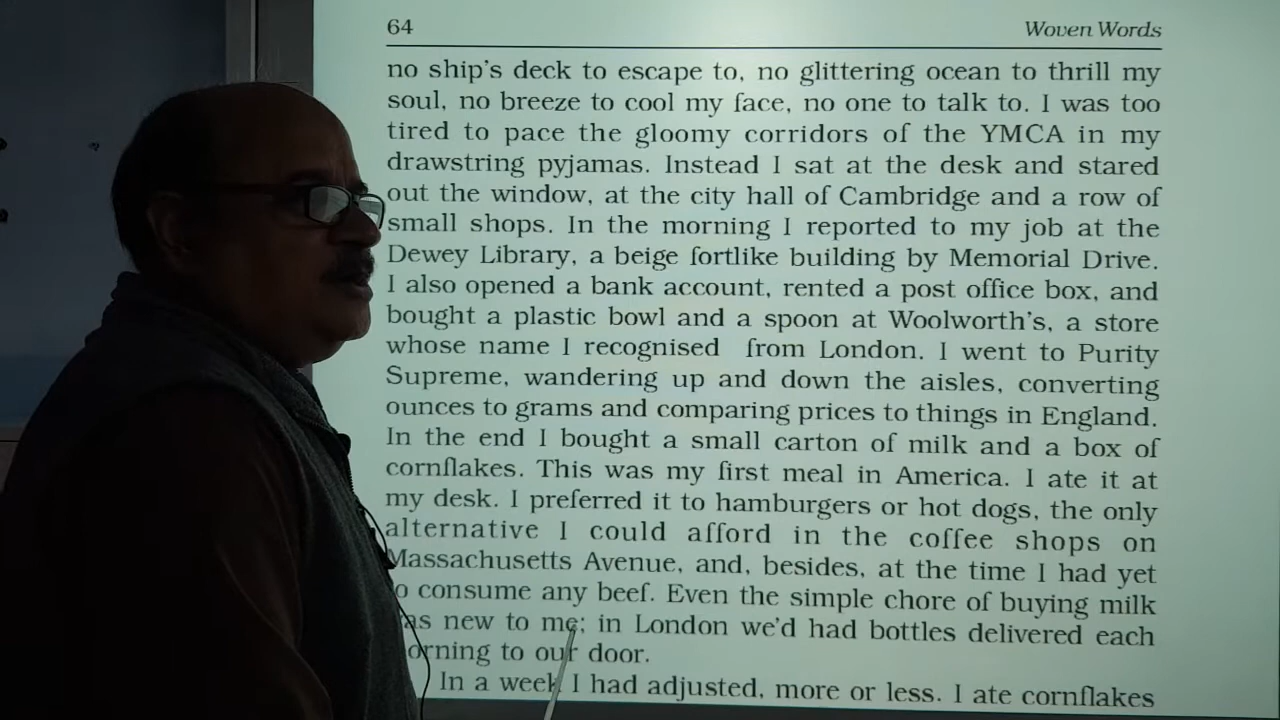 64 Woven Words
no ship's deck to escape to, no glittering ocean to thrill my
soul, no breeze to cool my face, no one to talk to. I was too
tired to pace the gloomy corridors of the YMCA in my
drawstring pyjamas. Instead I sat at the desk and stared
out the window, at the city hall of Cambridge and a row of
small shops. In the morning I reported to my job at the
Dewey Library, a beige fortlike building by Memorial Drive.
I also opened a bank account, rented a post office box, and
bought a plastic bowl and a spoon at Woolworth's, a store
whose name I recognised from London. I went to Purity
Supreme, wandering up and down the aisles, converting
ounces to grams and comparing prices to things in England.
In the end I bought a small carton of milk and a box of
cornflakes. This was my first meal in America. I ate it at
my desk. I preferred it to hamburgers or hot dogs, the only
alternative I could afford in the coffee shops on
Massachusetts Avenue, and, besides, at the time I had yet
to consume any beef. Even the simple chore of buying milk
was new to me; in London we'd had bottles delivered each
morning to our door.
In a week I had adjusted, more or less. I ate cornflakes